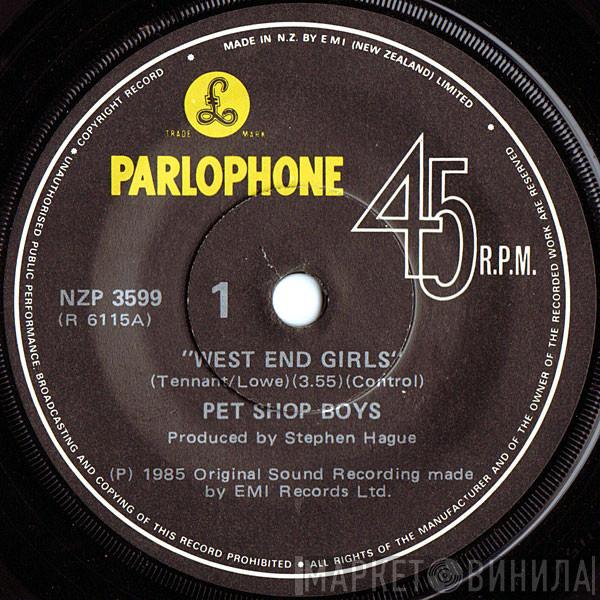 MADE IN N.Z. BY EMI (NEW ZEALAND) LIMITED
£
TRADE MARK
PARLOPHONE
45 R.P.M.
NZP 3599
1
(R 6115A)
"WEST END GIRLS"
(Tennant/Lowe)(3.55)(Control)
PET SHOP BOYS
Produced by Stephen Hague
(P) 1985 Original Sound Recording made
by EMI Records Ltd.
• ALL RIGHTS OF THE MANUFACTURER AND OF THE OWNER OF THE RECORDED WORK ARE RESERVED
• UNAUTHORISED PUBLIC PERFORMANCE, BROADCASTING AND COPYING OF THIS RECORD PROHIBITED
• COPYRIGHT RECORD •
МАРКЕТ ВИНИЛА